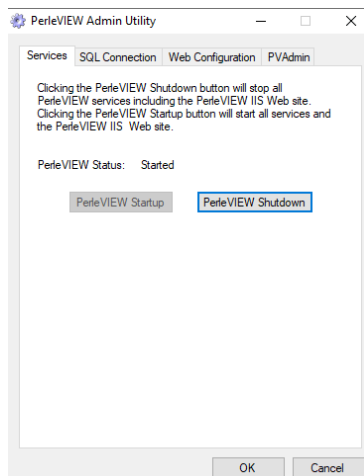 PerleVIEW Admin Utility
Services SQL Connection Web Configuration PVAdmin
Clicking the PerleVIEW Shutdown button will stop all
PerleVIEW services including the PerleVIEW IIS Web site.
Clicking the PerleVIEW Startup button will start all services and
the PerleVIEW IIS Web site.
PerleVIEW Status: Started
PerleVIEW Startup PerleVIEW Shutdown
OK Cancel